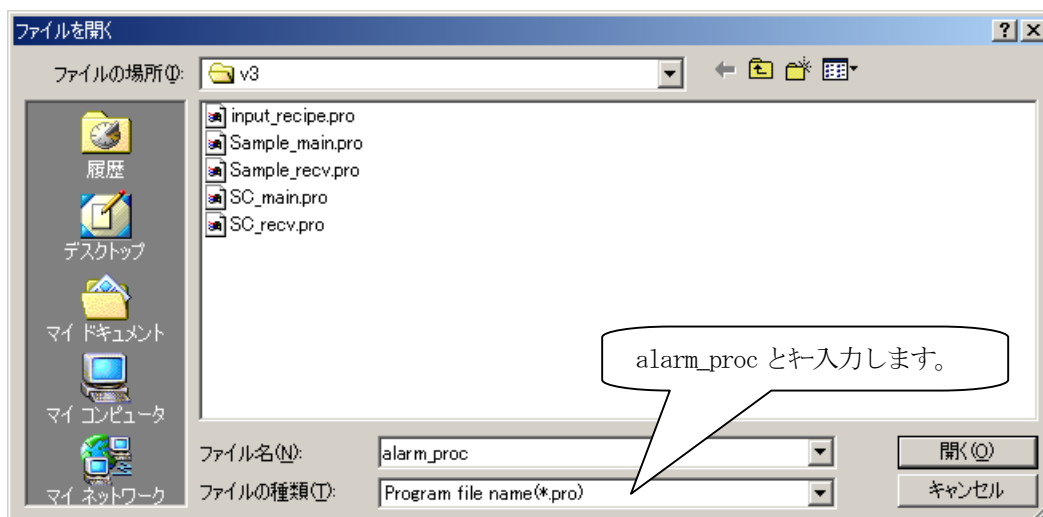 ファイルを開く
ファイルの場所(I):
v3
input_recipe.pro
Sample_main.pro
Sample_recv.pro
SC_main.pro
SC_recv.pro
履歴
デスクトップ
マイ ドキュメント
マイ コンピュータ
マイ ネットワーク
alarm_proc とキー入力します。
ファイル名(N):
alarm_proc
開く(O)
ファイルの種類(T):
Program file name(*.pro)
キャンセル